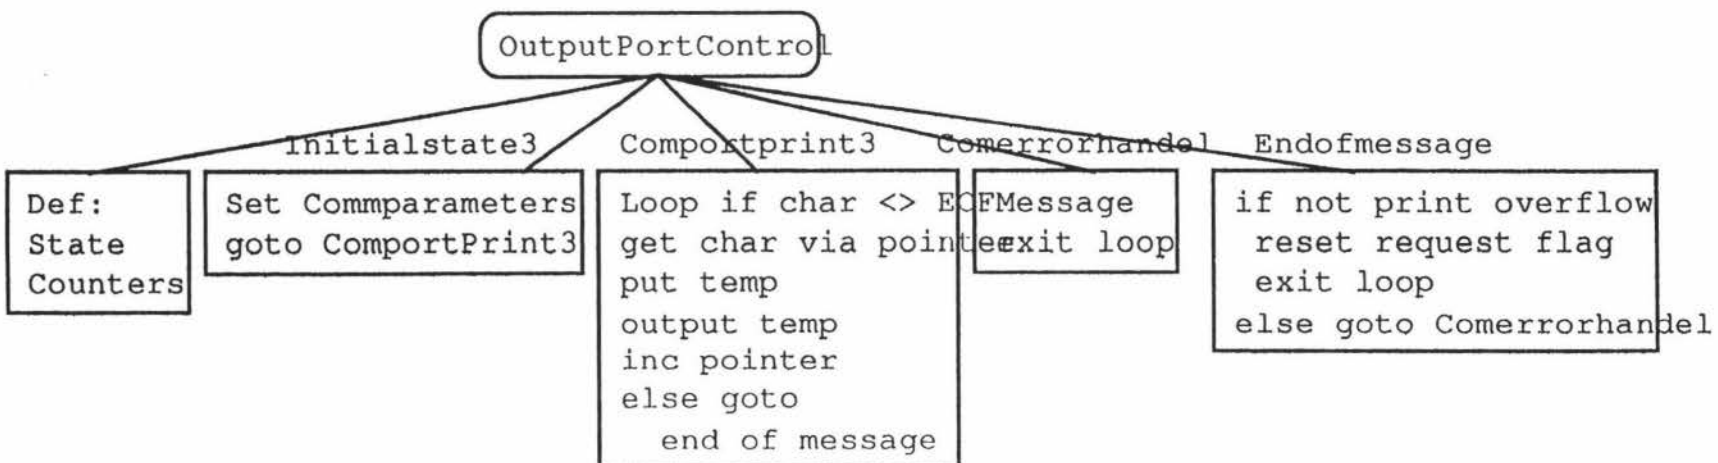 OutputPortControl
Initialstate3
Comportprint3
Comerrorhandel
Endofmessage
Def:
State
Counters
Set Commparameters
goto ComportPrint3
Loop if char <> EOFMessage
get char via pointer
put temp
output temp
inc pointer
else goto
end of message
exit loop
if not print overflow
reset request flag
exit loop
else goto Comerrorhandel